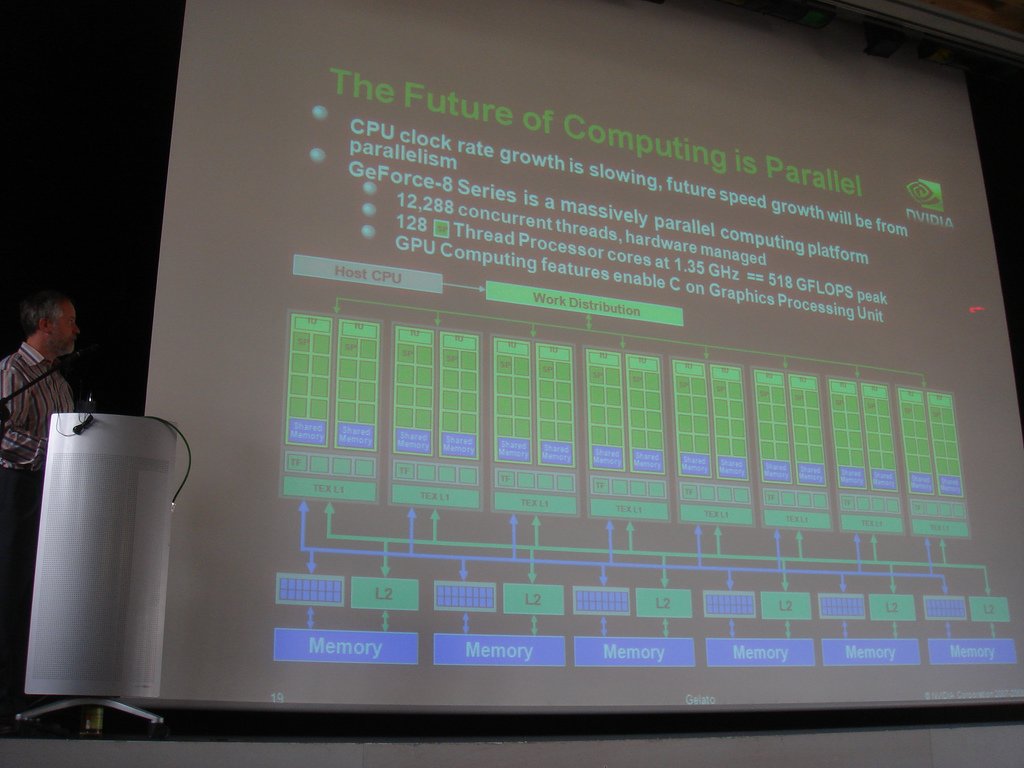 The Future of Computing is Parallel
CPU clock rate growth is slowing, future speed growth will be from
parallelism
GeForce-8 Series is a massively parallel computing platform
12,288 concurrent threads, hardware managed
128 SP Thread Processor cores at 1.35 GHz == 518 GFLOPS peak
GPU Computing features enable C on Graphics Processing Unit
NVIDIA
Host CPU
Work Distribution
IU IU IU IU IU IU IU IU IU IU IU IU IU IU IU IU
SP SP SP SP SP SP SP SP SP SP SP SP SP SP SP SP
Shared Shared Shared Shared Shared Shared Shared Shared Shared Shared Shared Shared Shared Shared Shared Shared
Memory Memory Memory Memory Memory Memory Memory Memory Memory Memory Memory Memory Memory Memory Memory Memory
TF TF TF TF TF TF TF TF
TEX L1 TEX L1 TEX L1 TEX L1 TEX L1 TEX L1 TEX L1 TEX L1
L2 L2 L2 L2 L2 L2
Memory Memory Memory Memory Memory Memory
19 Gelato © NVIDIA Corporation